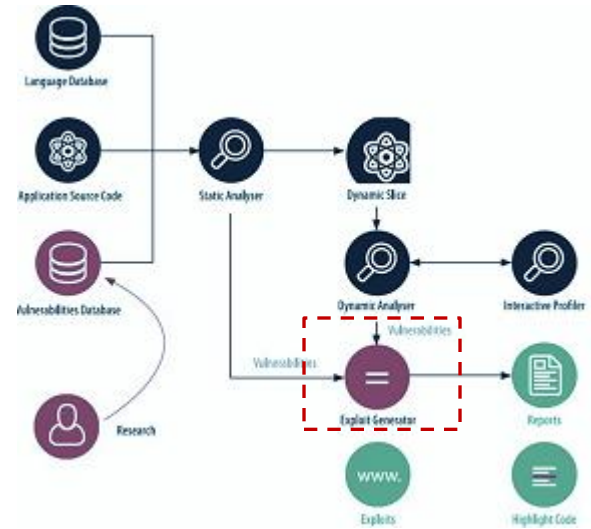 Language Database
Application Source Code
Static Analyser
Dynamic Slice
Vulnerabilities Database
Dynamic Analyser
Interactive Profiler
Vulnerabilities
Vulnerabilities
Exploit Generator
Reports
Research
www.
Exploits
Highlight Code